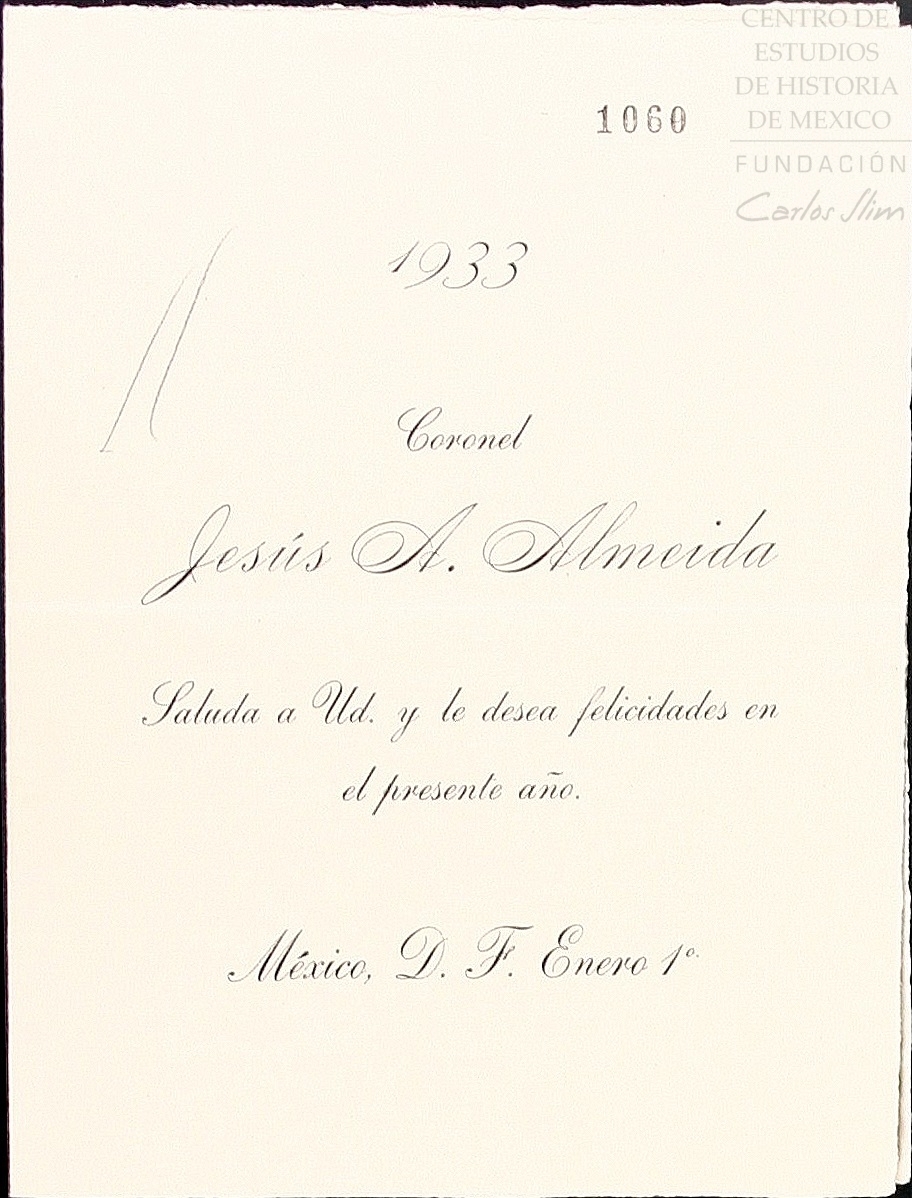 CENTRO DE
ESTUDIOS
DE HISTORIA
DE MEXICO
FUNDACIÓN
Carlos Slim
1060
1933
Coronel
Jesús A. Almeida
Saluda a Ud. y le desea felicidades en
el presente año.
México, D. F. Enero 1º.